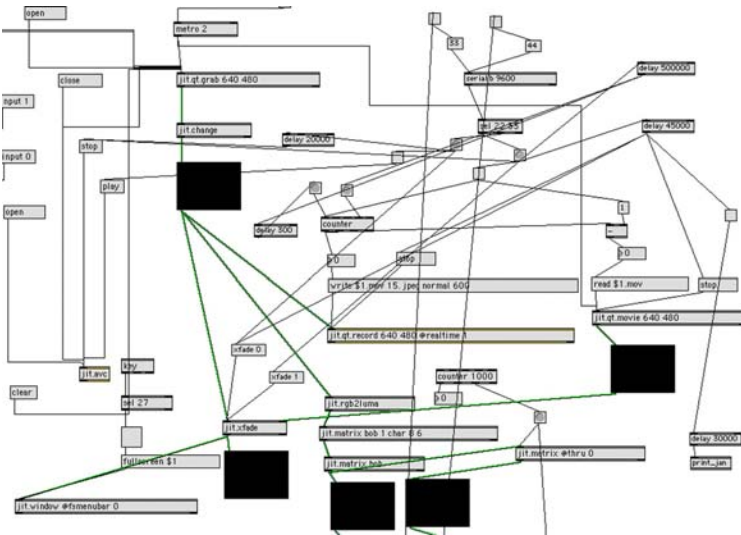 open
metro 2
33
44
close
jit.qt.grab 640 480
serial b 9600
delay 500000
nput 1
jit.change
delay 20000
sel 22 55
delay 45000
stop
input 0
play
open
delay 300
counter
1
-
0
stop
0
write $1.mov 15. jpeg normal 600
read $1.mov
stop
jit.qt.movie 640 480
jit.qt.record 640 480 @realtime 1
xfade 0
xfade 1
key
jit.avc
counter 1000
clear
sel 27
jit.rgb2luma
0
jit.xfade
jit.matrix bob 1 char 8 6
delay 30000
fullscreen $1
jit.matrix bob
jit.matrix @thru 0
print_jan
jit.window @fsmenubar 0